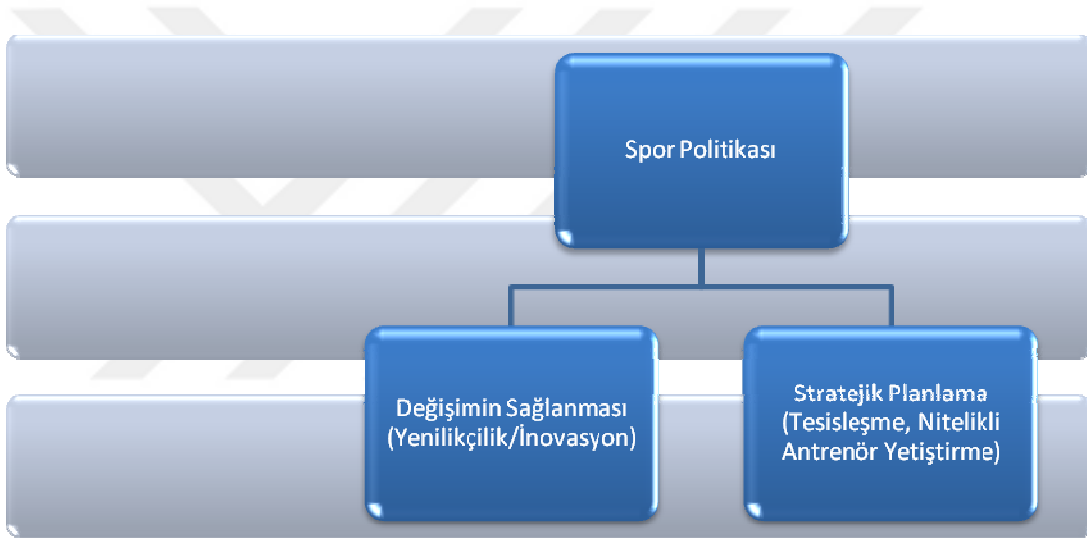 Spor Politikası
Değişimin Sağlanması
(Yenilikçilik/İnovasyon)
Stratejik Planlama
(Tesisleşme, Nitelikli
Antrenör Yetiştirme)